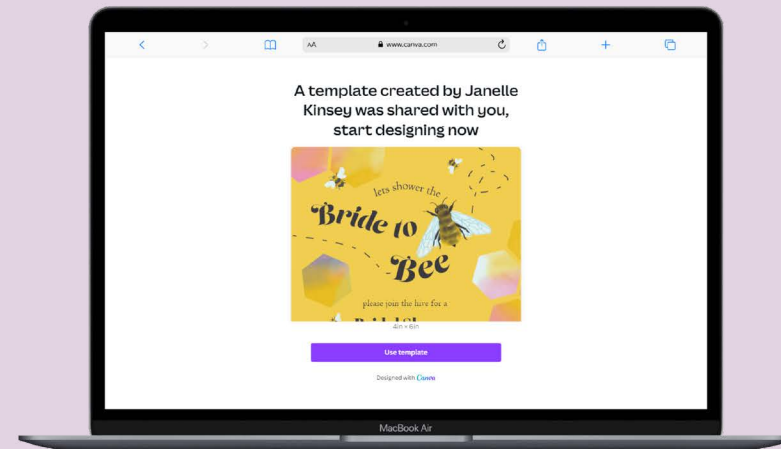 AA
www.canva.com
A template created by Janelle
Kinsey was shared with you,
start designing now
lets shower the
Bride to
Bee
please join the hive for a
4in × 6in
Use template
Designed with Canva
MacBook Air